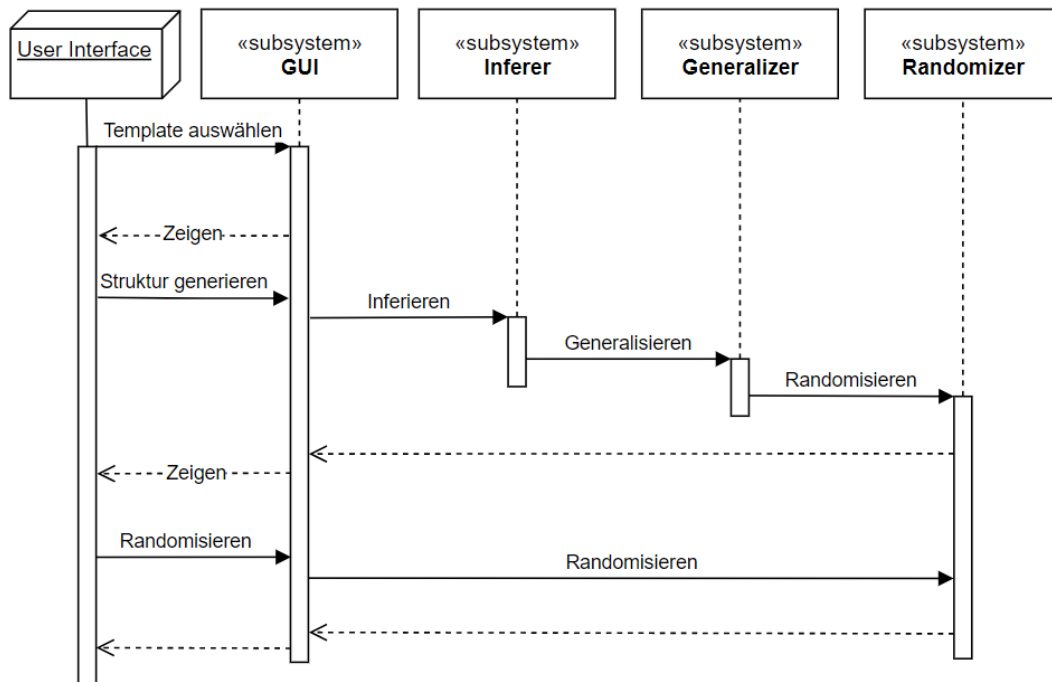 User Interface
«subsystem»
GUI
«subsystem»
Inferer
«subsystem»
Generalizer
«subsystem»
Randomizer
Template auswählen
Zeigen
Struktur generieren
Inferieren
Generalisieren
Randomisieren
Zeigen
Randomisieren
Randomisieren